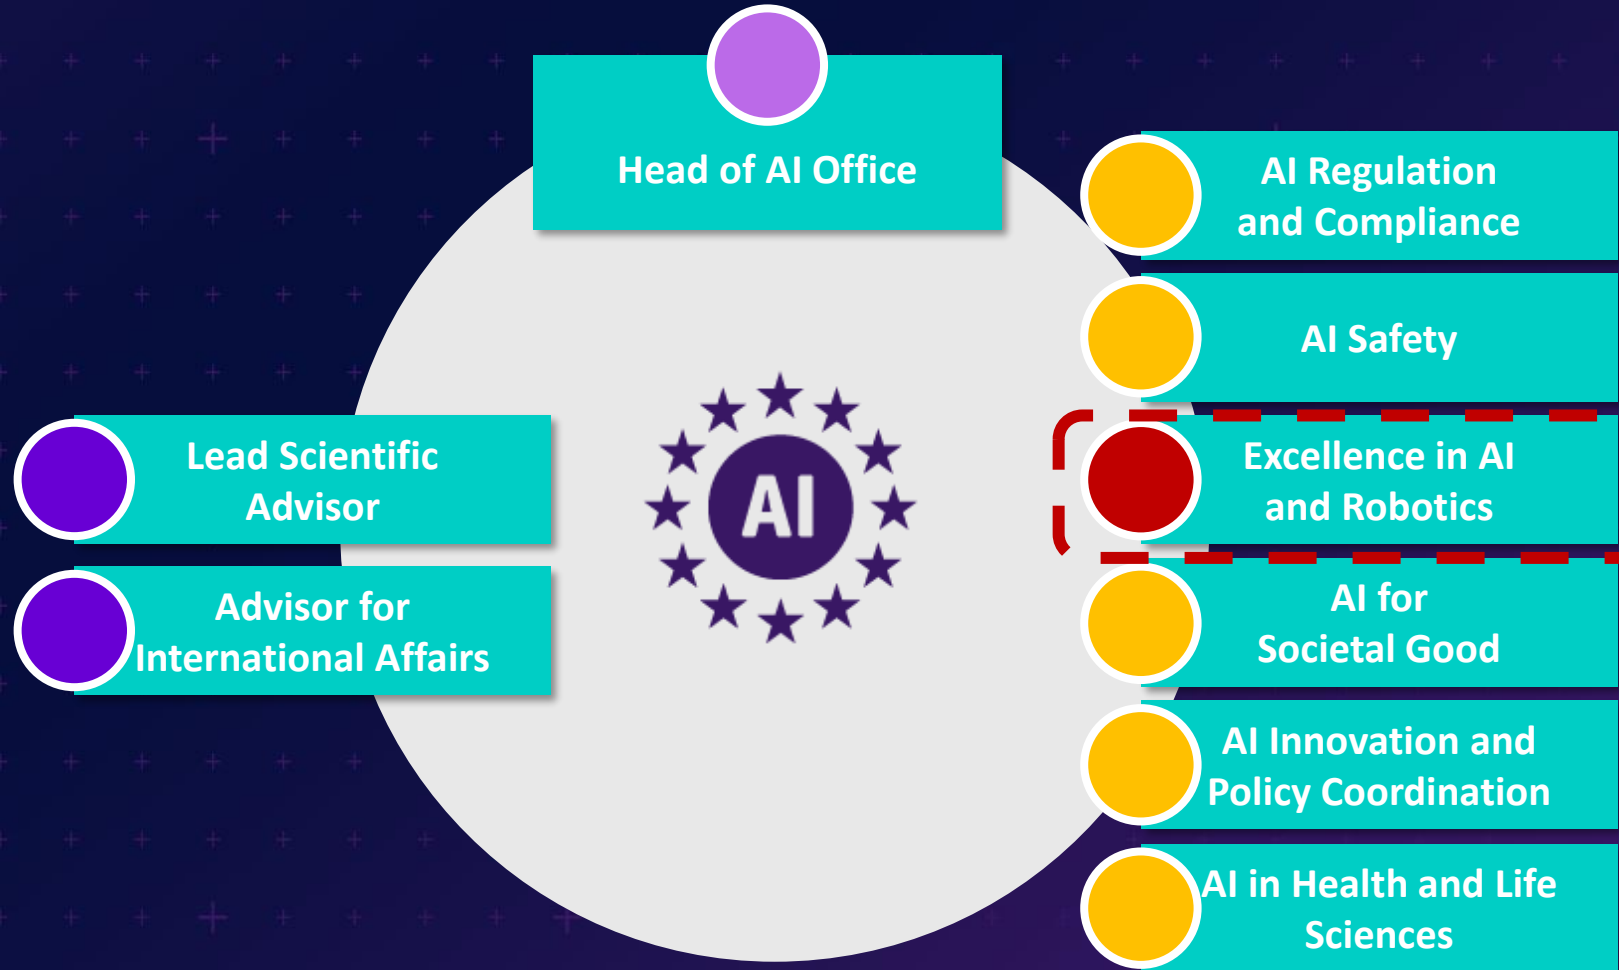 Head of AI Office
AI Regulation
and Compliance
AI Safety
Lead Scientific
Advisor
Excellence in AI
and Robotics
AI
Advisor for
International Affairs
AI for
Societal Good
AI Innovation and
Policy Coordination
AI in Health and Life
Sciences